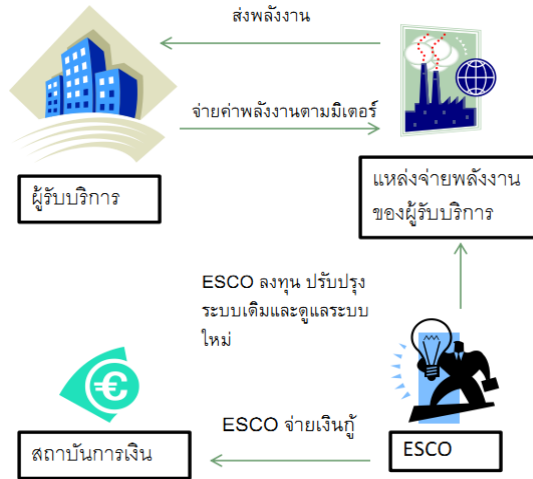 ส่งพลังงาน
จ่ายค่าพลังงานตามมิเตอร์
ผู้รับบริการ
แหล่งจ่ายพลังงาน
ของผู้รับบริการ
ESCO ลงทุน ปรับปรุง
ระบบเดิมและดูแลระบบ
ใหม่
ESCO จ่ายเงินกู้
สถาบันการเงิน
ESCO